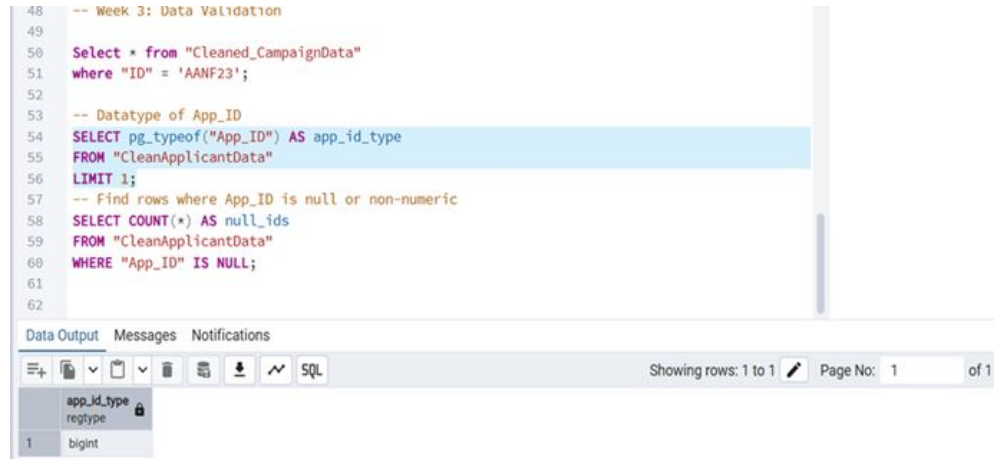 48 -- Week 3: Data Validation
49
50 Select * from "Cleaned_CampaignData"
51 where "ID" = 'AANF23';
52
53 -- Datatype of App_ID
54 SELECT pg_typeof("App_ID") AS app_id_type
55 FROM "CleanApplicantData"
56 LIMIT 1;
57 -- Find rows where App_ID is null or non-numeric
58 SELECT COUNT(*) AS null_ids
59 FROM "CleanApplicantData"
60 WHERE "App_ID" IS NULL;
61
62
Data Output Messages Notifications
SQL Showing rows: 1 to 1 Page No: 1 of 1
app_id_type
regtype
1 bigint